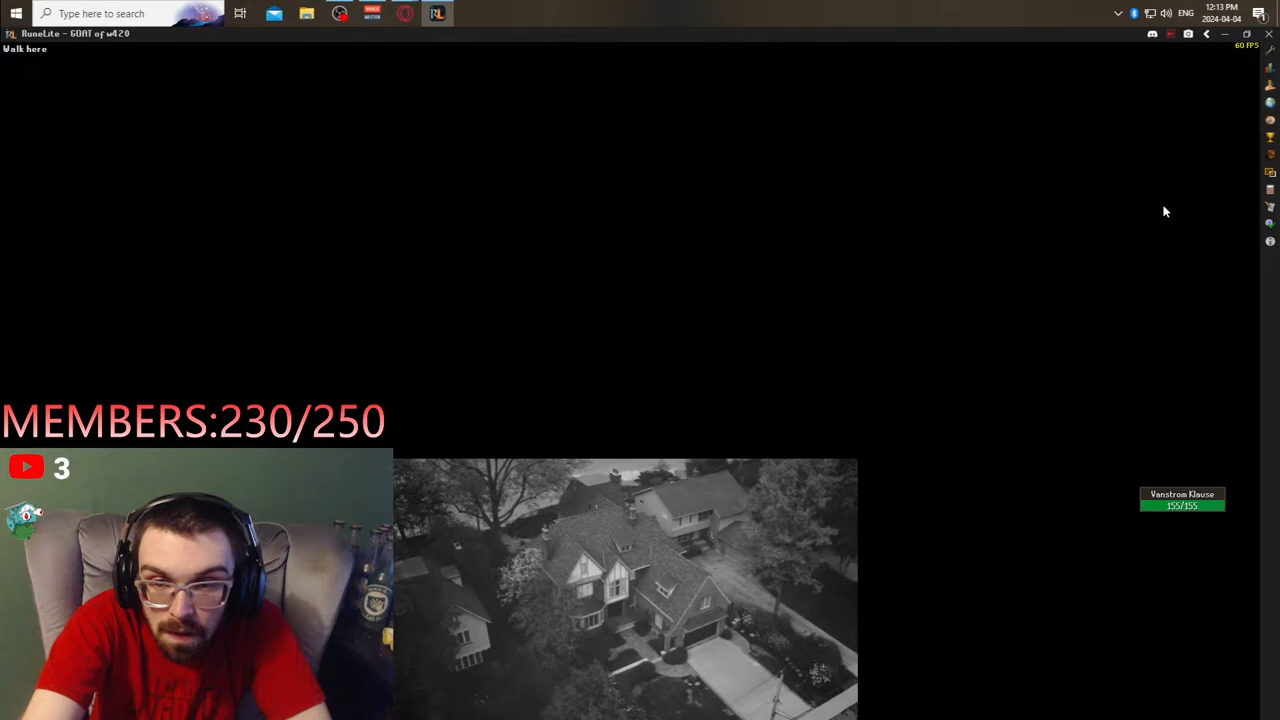 Type here to search
ENG
12:13 PM
2024-04-04
RuneLite - GOAT of w420
Walk here
60 FPS
MEMBERS:230/250
3
Vanstrom Klause
155/155